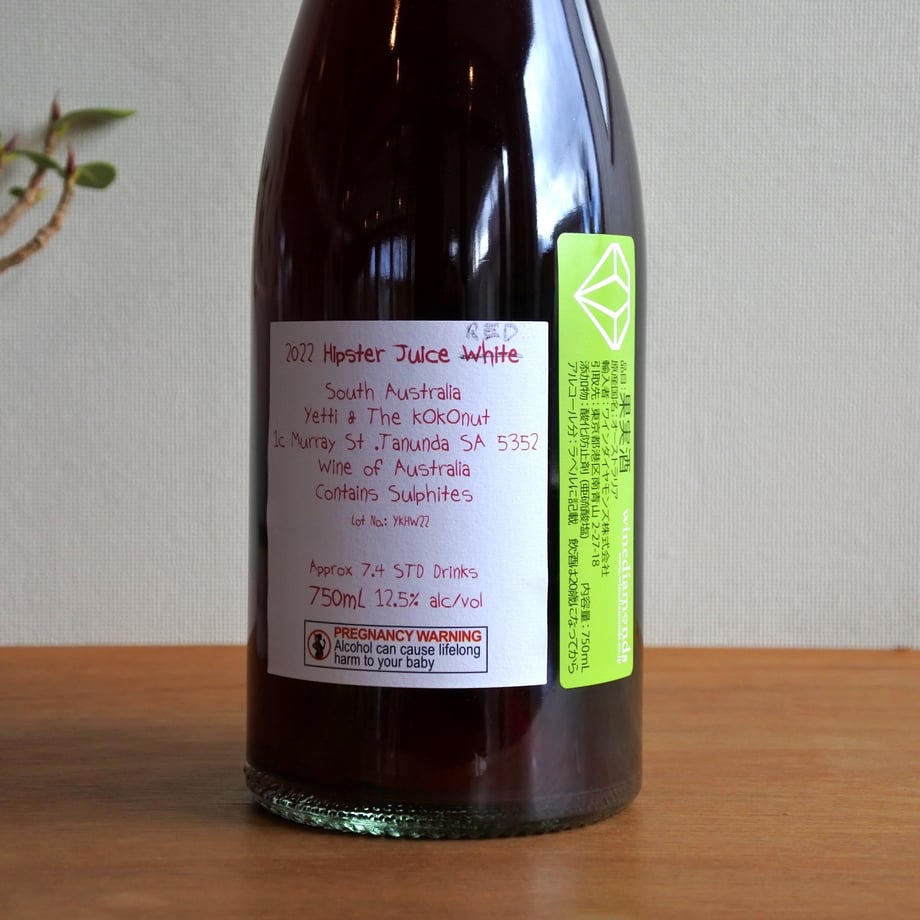 RED
2022 Hipster Juice White
South Australia
Yetti & The KOKOnut
1c Murray St .Tanunda SA 5352
Wine of Australia
Contains Sulphites
Lot No: YKHW22
Approx 7.4 STD Drinks
750mL 12.5% alc/vol
PREGNANCY WARNING
Alcohol can cause lifelong
harm to your baby
winediamonds
品目：果実酒
原産国名：オーストラリア
輸入者：ワインダイヤモンズ株式会社
引取先：東京都港区南青山 2-27-18
添加物：酸化防止剤 (亜硫酸塩) 内容量：750mL
アルコール分：ラベルに記載 飲酒は20歳になってから